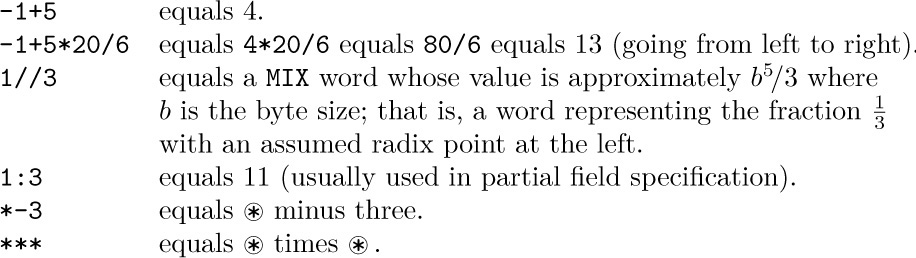 -1+5 equals 4.
-1+5*20/6 equals 4*20/6 equals 80/6 equals 13 (going from left to right).
1//3 equals a MIX word whose value is approximately b⁵/3 where
b is the byte size; that is, a word representing the fraction 1/3
with an assumed radix point at the left.
1:3 equals 11 (usually used in partial field specification).
*-3 equals ⊛ minus three.
*** equals ⊛ times ⊛.